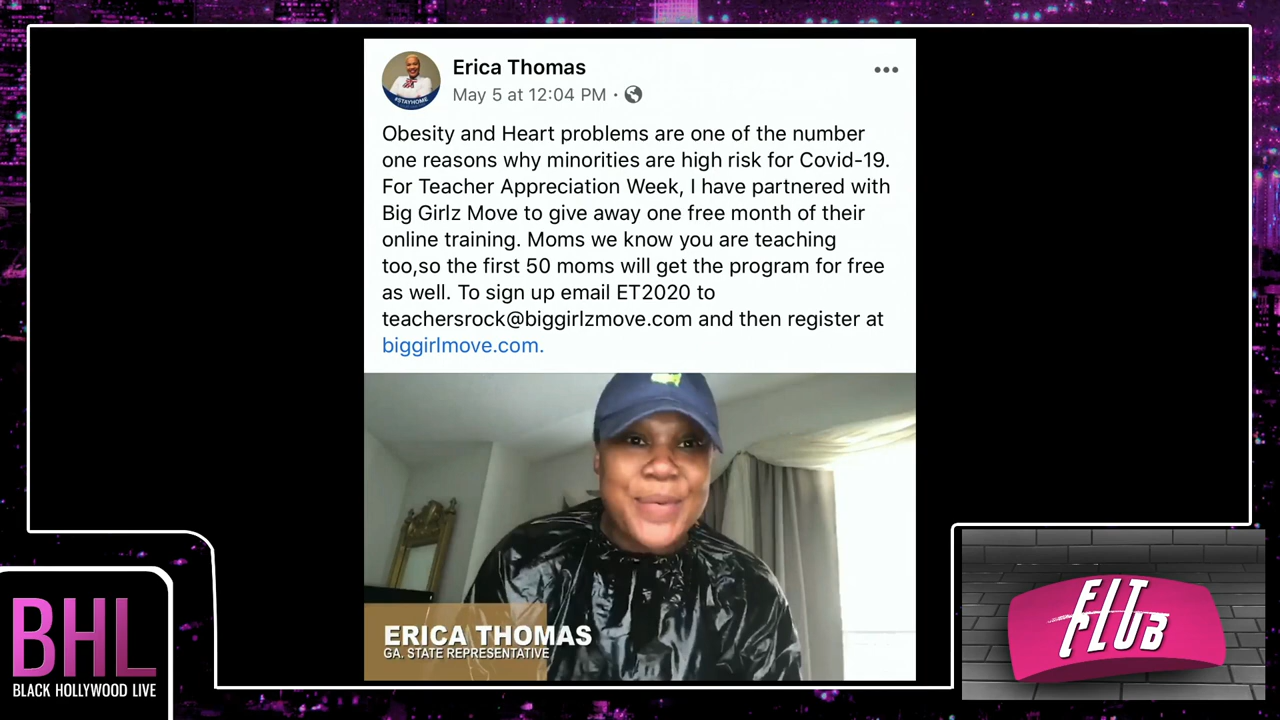 Erica Thomas
May 5 at 12:04 PM ·
Obesity and Heart problems are one of the number
one reasons why minorities are high risk for Covid-19.
For Teacher Appreciation Week, I have partnered with
Big Girlz Move to give away one free month of their
online training. Moms we know you are teaching
too,so the first 50 moms will get the program for free
as well. To sign up email ET2020 to
teachersrock@biggirlzmove.com and then register at
biggirlmove.com.
#STAYHOME
ERICA THOMAS
GA. STATE REPRESENTATIVE
BHL
BLACK HOLLYWOOD LIVE
FIT
CLUB